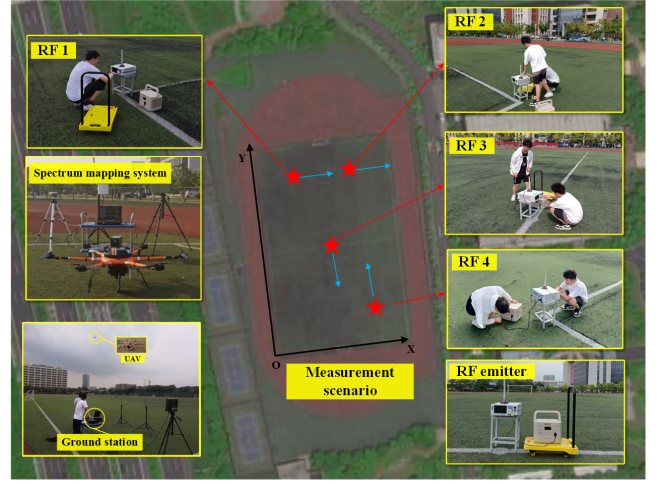 RF 1
RF 2
RF 3
Spectrum mapping system
Y
RF 4
O
X
Measurement
scenario
UAV
Ground station
RF emitter